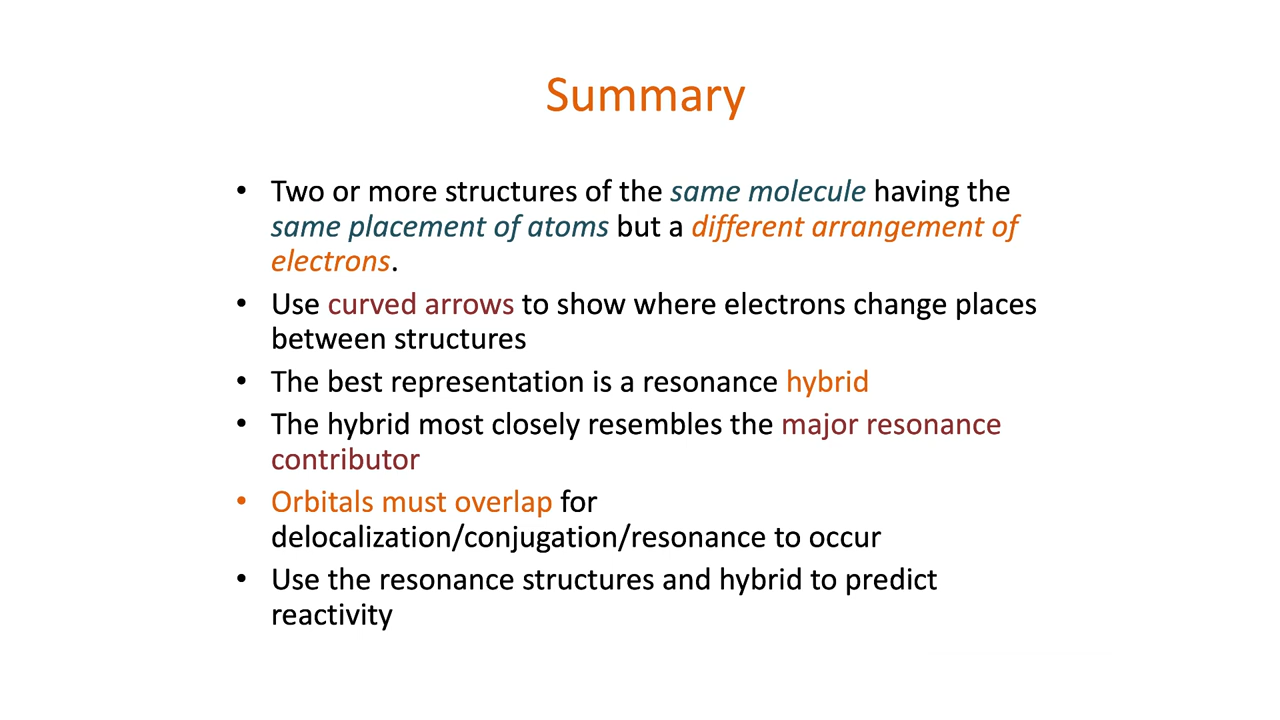 Summary
• Two or more structures of the same molecule having the
same placement of atoms but a different arrangement of
electrons.
• Use curved arrows to show where electrons change places
between structures
• The best representation is a resonance hybrid
• The hybrid most closely resembles the major resonance
contributor
• Orbitals must overlap for
delocalization/conjugation/resonance to occur
• Use the resonance structures and hybrid to predict
reactivity